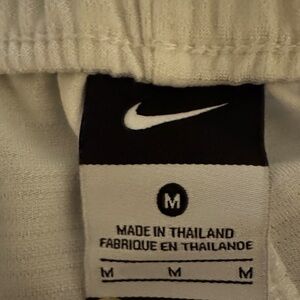 M
MADE IN THAILAND
FABRIQUE EN THAILANDE
M M M